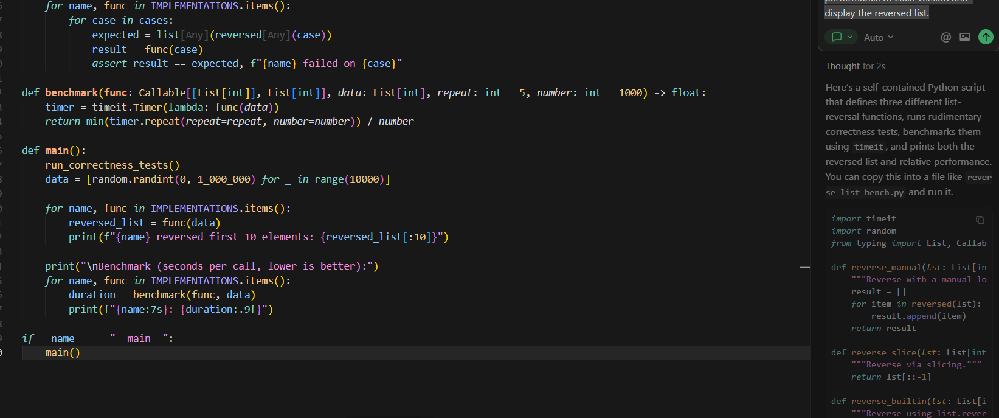 for name, func in IMPLEMENTATIONS.items():
for case in cases:
expected = list[Any](reversed[Any](case))
result = func(case)
assert result == expected, f"{name} failed on {case}"
def benchmark(func: Callable[[List[int]], List[int]], data: List[int], repeat: int = 5, number: int = 1000) -> float:
timer = timeit.Timer(lambda: func(data))
return min(timer.repeat(repeat=repeat, number=number)) / number
def main():
run_correctness_tests()
data = [random.randint(0, 1_000_000) for _ in range(10000)]
for name, func in IMPLEMENTATIONS.items():
reversed_list = func(data)
print(f"{name} reversed first 10 elements: {reversed_list[:10]}")
print("\nBenchmark (seconds per call, lower is better):")
for name, func in IMPLEMENTATIONS.items():
duration = benchmark(func, data)
print(f"{name:7s}: {duration:.9f}")
if __name__ == "__main__":
main()
performance of each version and
display the reversed list.
Auto
Thought for 2s
Here's a self-contained Python script
that defines three different list-
reversal functions, runs rudimentary
correctness tests, benchmarks them
using timeit, and prints both the
reversed list and relative performance.
You can copy this into a file like rever
se_list_bench.py and run it.
import timeit
import random
from typing import List, Callab
def reverse_manual(lst: List[in
"""Reverse with a manual lo
result = []
for item in reversed(lst):
result.append(item)
return result
def reverse_slice(lst: List[int
"""Reverse via slicing."""
return lst[::-1]
def reverse_builtin(lst: List[i
"""Reverse using list.rever